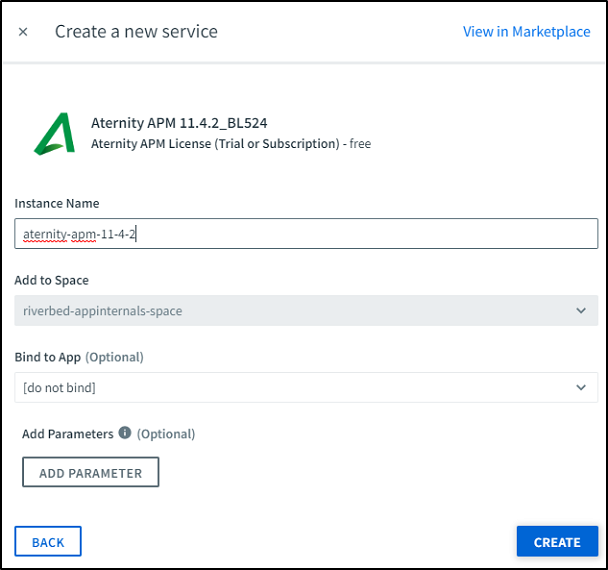 × Create a new service View in Marketplace
Aternity APM 11.4.2_BL524
Aternity APM License (Trial or Subscription) - free
Instance Name
aternity-apm-11-4-2
Add to Space
riverbed-appinternals-space
Bind to App (Optional)
[do not bind]
Add Parameters (Optional)
ADD PARAMETER
BACK CREATE